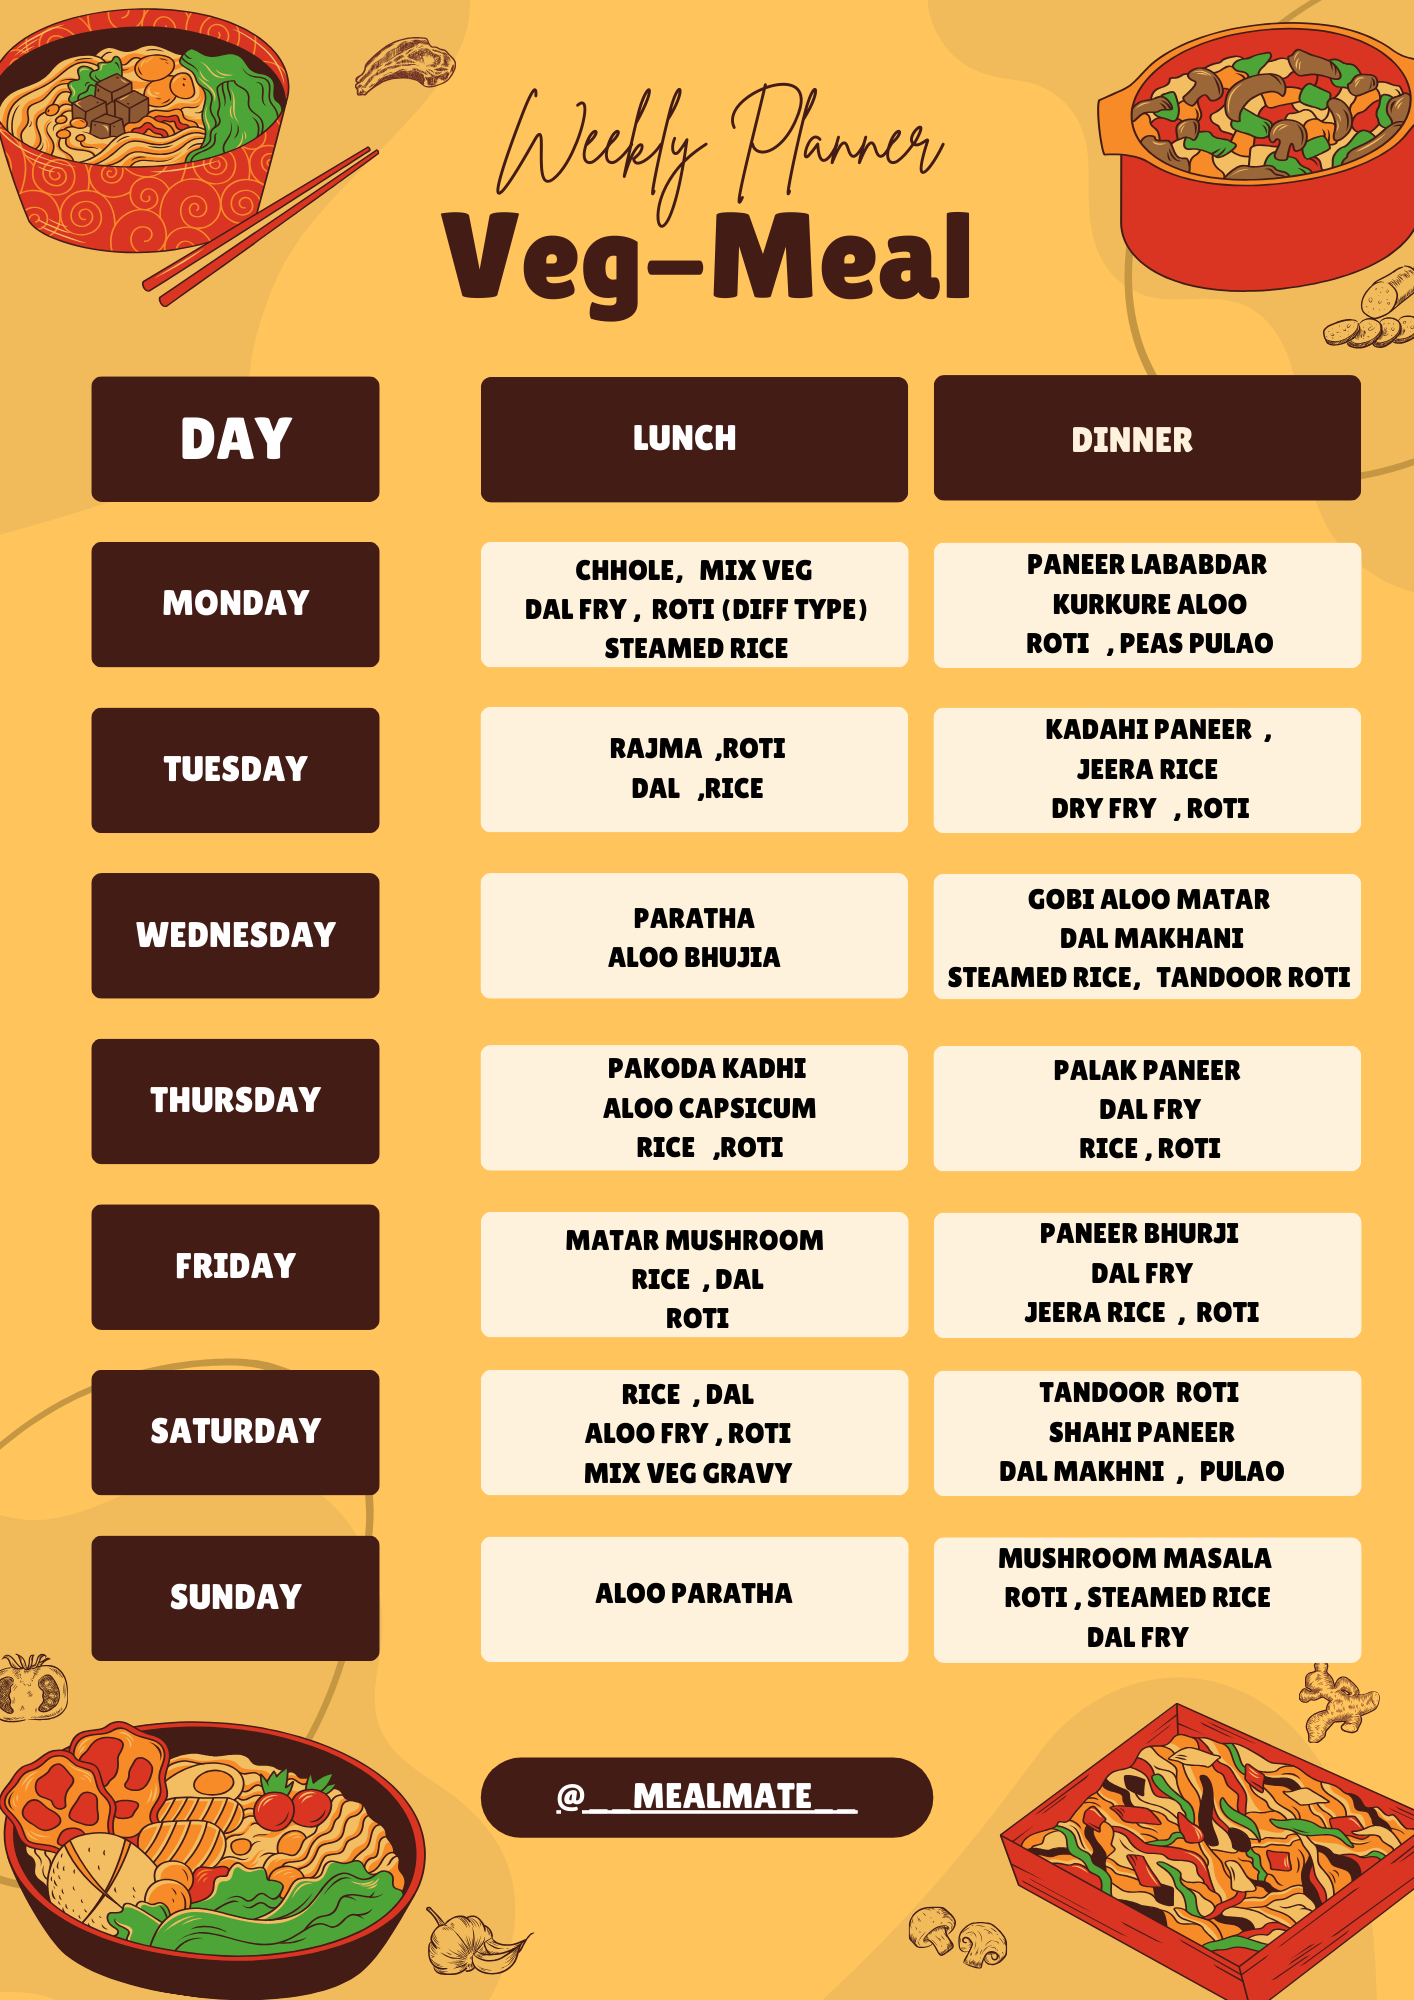 Weekly Planner
Veg-Meal
DAY
LUNCH
DINNER
MONDAY
CHHOLE, MIX VEG
DAL FRY , ROTI (DIFF TYPE)
STEAMED RICE
PANEER LABABDAR
KURKURE ALOO
ROTI , PEAS PULAO
TUESDAY
RAJMA ,ROTI
DAL ,RICE
KADAHI PANEER ,
JEERA RICE
DRY FRY , ROTI
WEDNESDAY
PARATHA
ALOO BHUJIA
GOBI ALOO MATAR
DAL MAKHANI
STEAMED RICE, TANDOOR ROTI
THURSDAY
PAKODA KADHI
ALOO CAPSICUM
RICE ,ROTI
PALAK PANEER
DAL FRY
RICE , ROTI
FRIDAY
MATAR MUSHROOM
RICE , DAL
ROTI
PANEER BHURJI
DAL FRY
JEERA RICE , ROTI
SATURDAY
RICE , DAL
ALOO FRY , ROTI
MIX VEG GRAVY
TANDOOR ROTI
SHAHI PANEER
DAL MAKHNI , PULAO
SUNDAY
ALOO PARATHA
MUSHROOM MASALA
ROTI , STEAMED RICE
DAL FRY
@__MEALMATE__